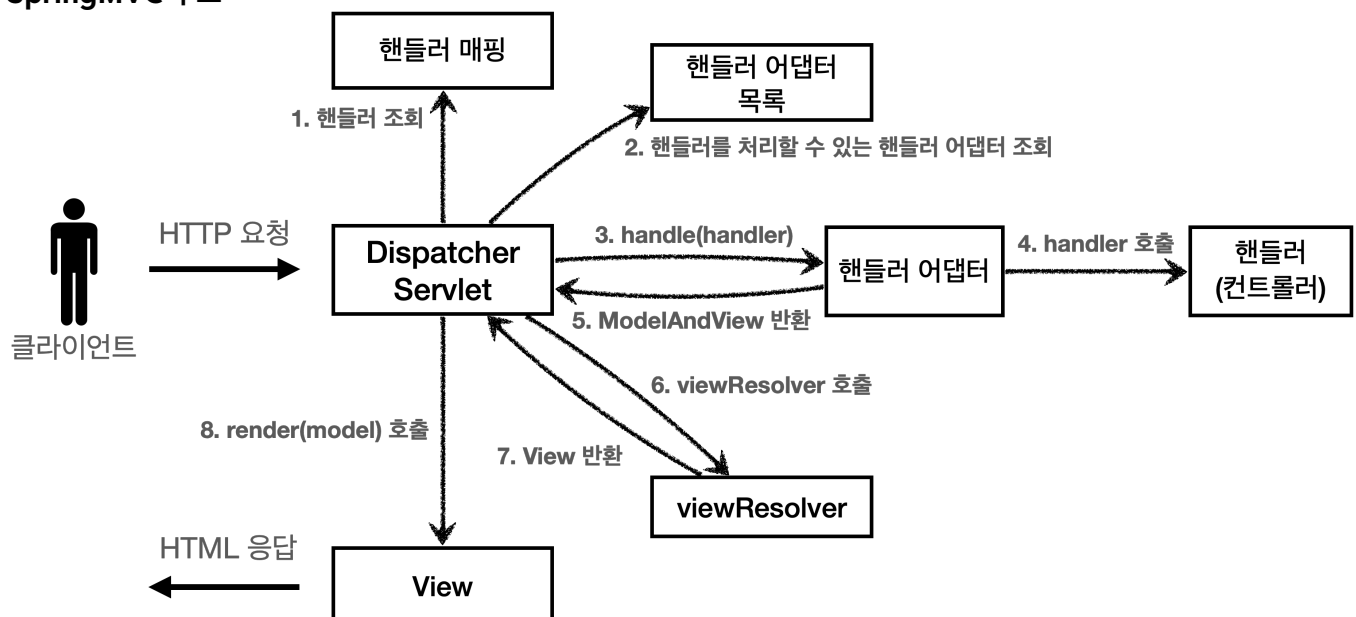 SpringMVC 구조
핸들러 매핑
핸들러 어댑터
목록
1. 핸들러 조회
2. 핸들러를 처리할 수 있는 핸들러 어댑터 조회
HTTP 요청
Dispatcher
Servlet
3. handle(handler)
핸들러 어댑터
4. handler 호출
핸들러
(컨트롤러)
클라이언트
5. ModelAndView 반환
6. viewResolver 호출
8. render(model) 호출
7. View 반환
viewResolver
HTML 응답
View